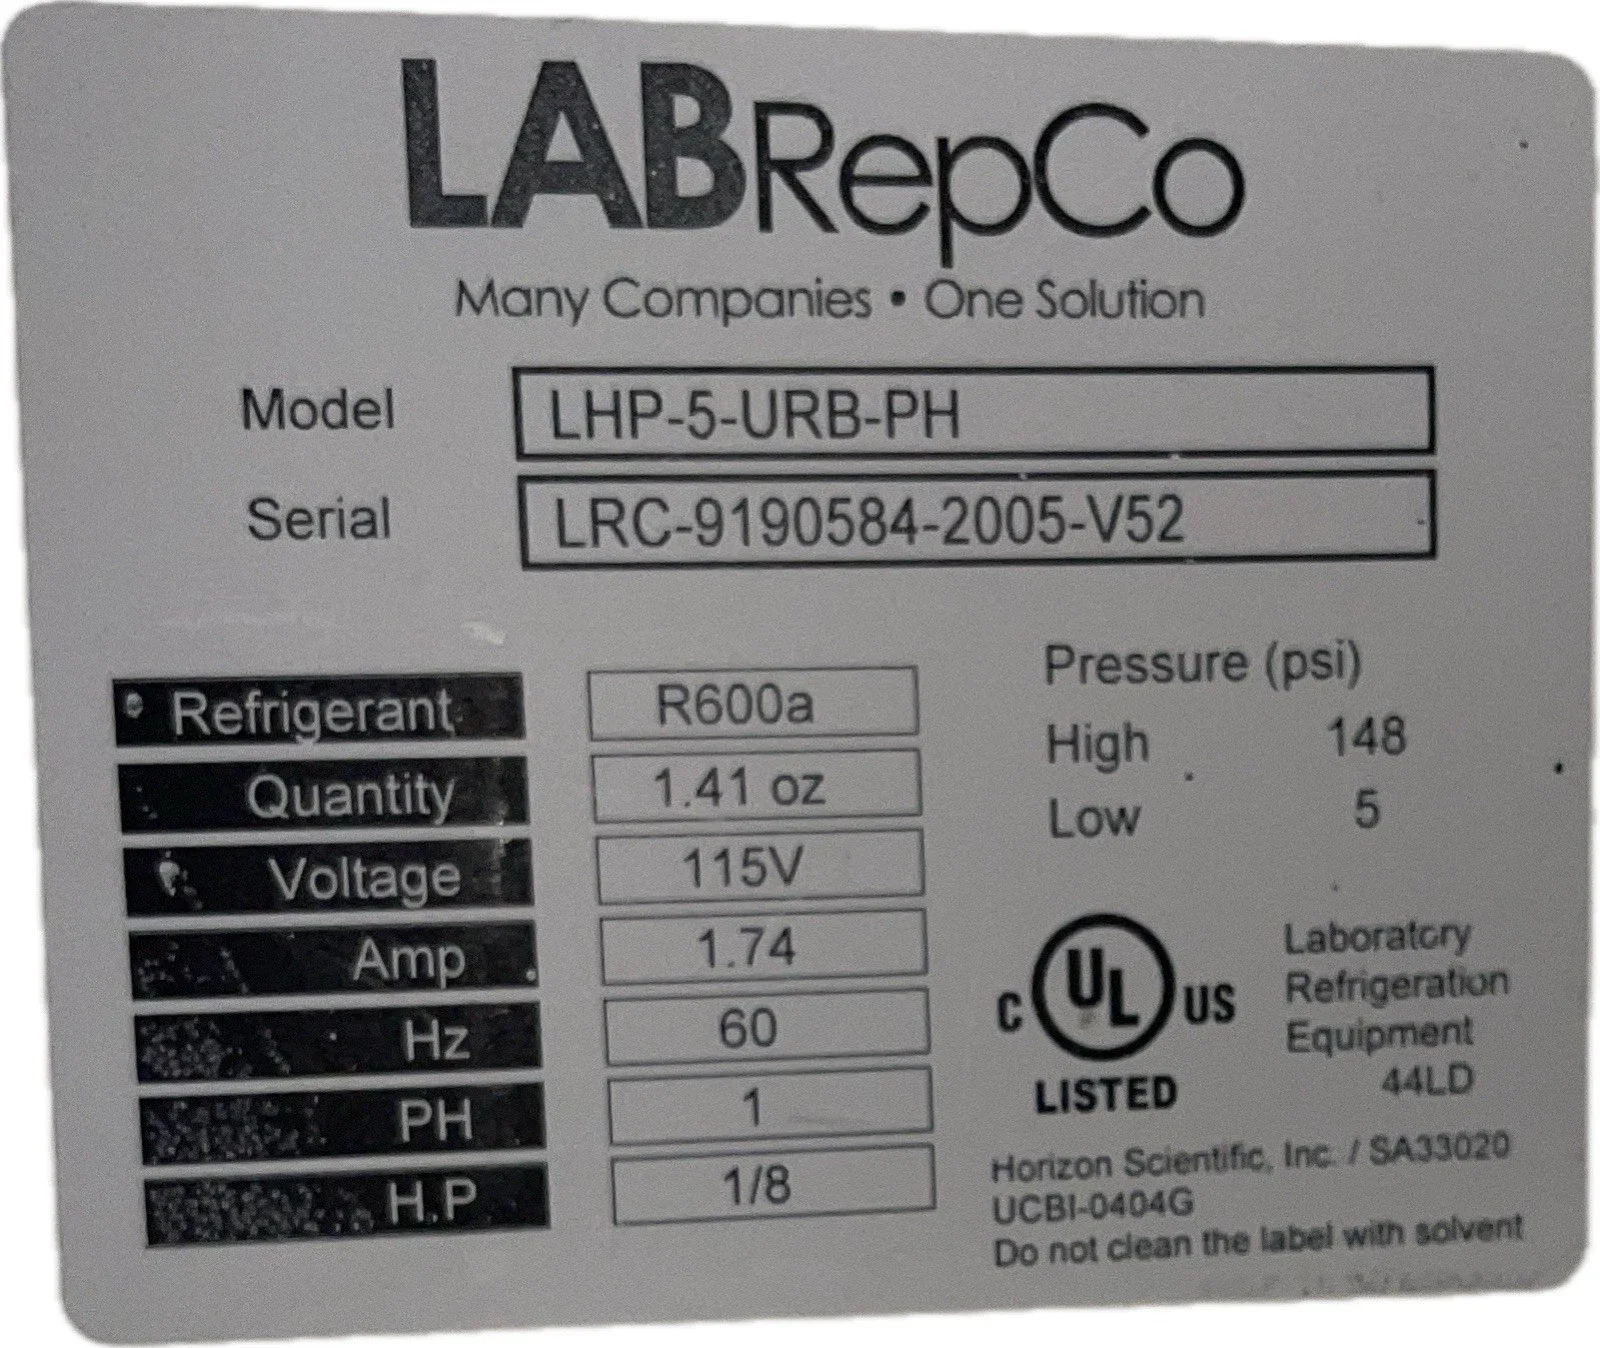 LABRepCo
Many Companies • One Solution
Model LHP-5-URB-PH
Serial LRC-9190584-2005-V52
Refrigerant R600a
Quantity 1.41 oz
Voltage 115V
Amp 1.74
Hz 60
PH 1
H.P 1/8
Pressure (psi)
High 148
Low 5
C UL US
LISTED
Laboratory
Refrigeration
Equipment
44LD
Horizon Scientific, Inc. / SA33020
UCBI-0404G
Do not clean the label with solvent